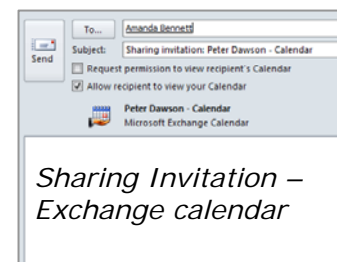 To...
Amanda Bennett
Send
Subject:
Sharing invitation: Peter Dawson - Calendar
Request permission to view recipient's Calendar
Allow recipient to view your Calendar
Peter Dawson - Calendar
Microsoft Exchange Calendar
Sharing Invitation –
Exchange calendar